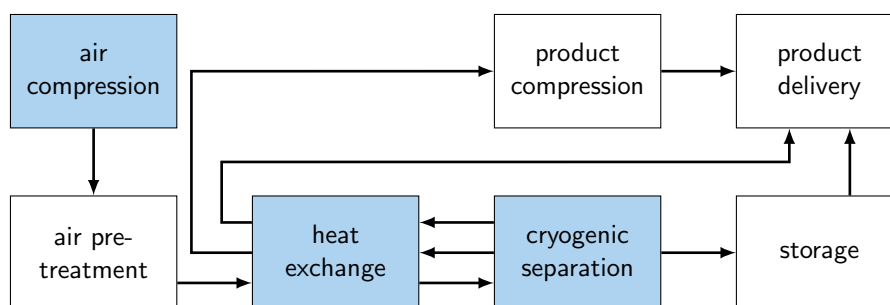 air
compression
product
compression
product
delivery
air pre-
treatment
heat
exchange
cryogenic
separation
storage